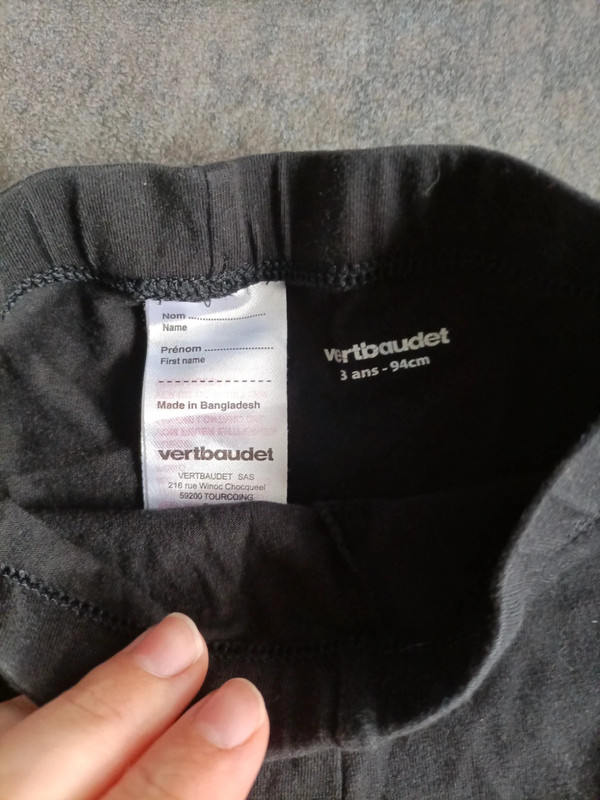 Nom ....................
Name
Prénom ....................
First name
Made in Bangladesh
vertbaudet
VERTBAUDET SAS
216 rue Winoc Chocqueel
59200 TOURCOING
vertbaudet
3 ans - 94cm